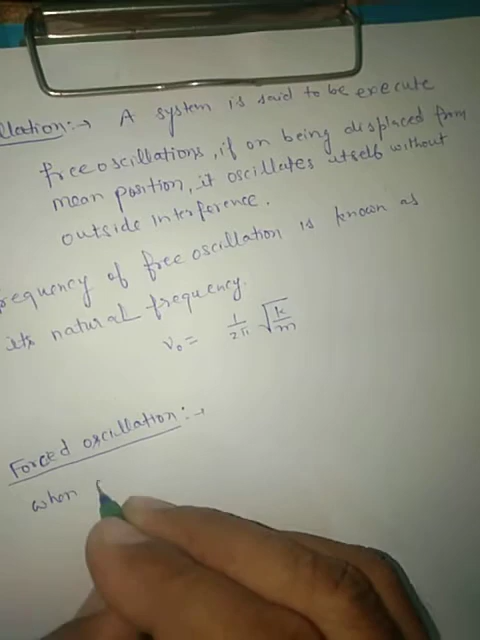 llation:→ A system is said to be execute
free oscillations, if on being displaced from
mean position, it oscillates itself without
outside interference.
requency of free oscillation is known as
its natural frequency.
ν₀ = 1/2π √k/m
Forced oscillation:→
when